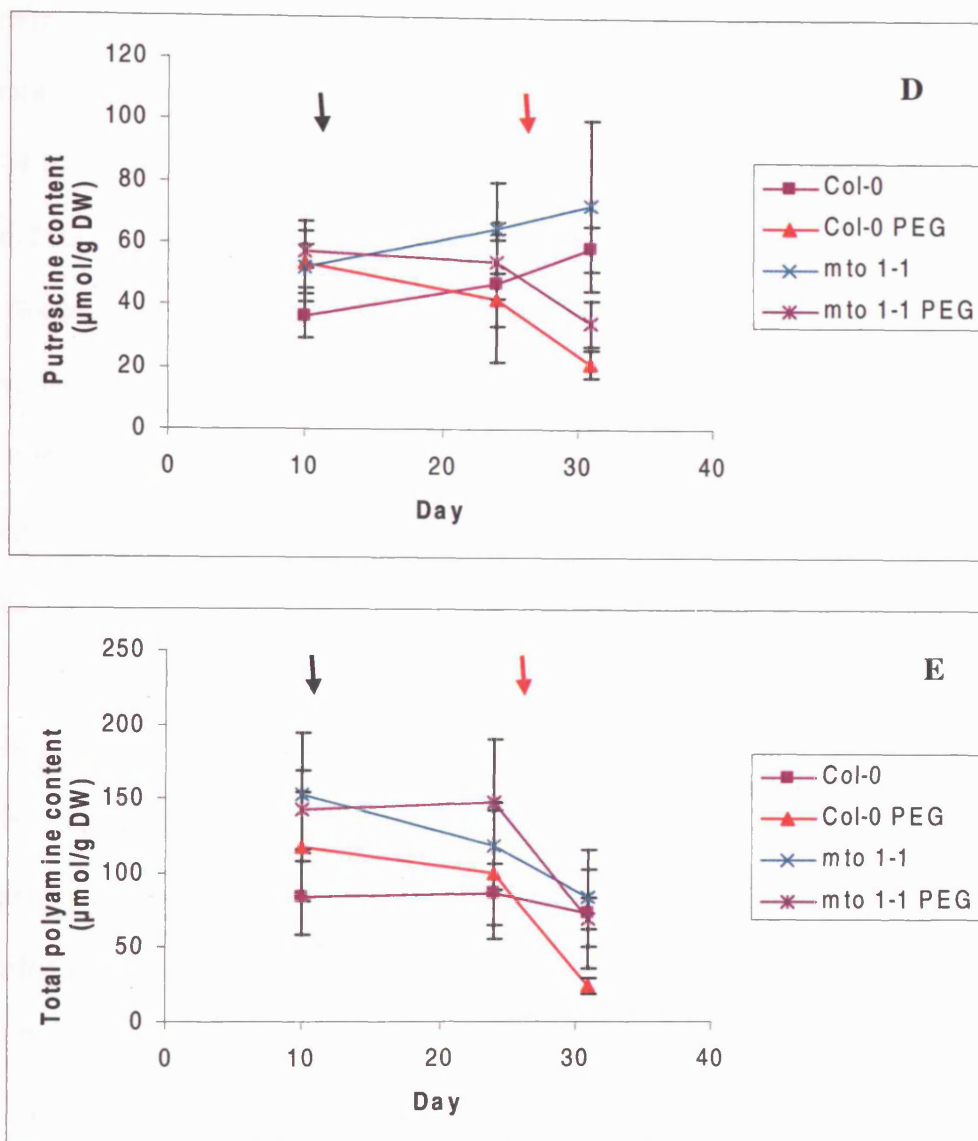 D
120
100
80
60
40
20
0
Putrescine content
(µmol/g DW)
0 10 20 30 40
Day
Col-0
Col-0 PEG
mto 1-1
mto 1-1 PEG
E
250
200
150
100
50
0
Total polyamine content
(µmol/g DW)
0 10 20 30 40
Day
Col-0
Col-0 PEG
mto 1-1
mto 1-1 PEG